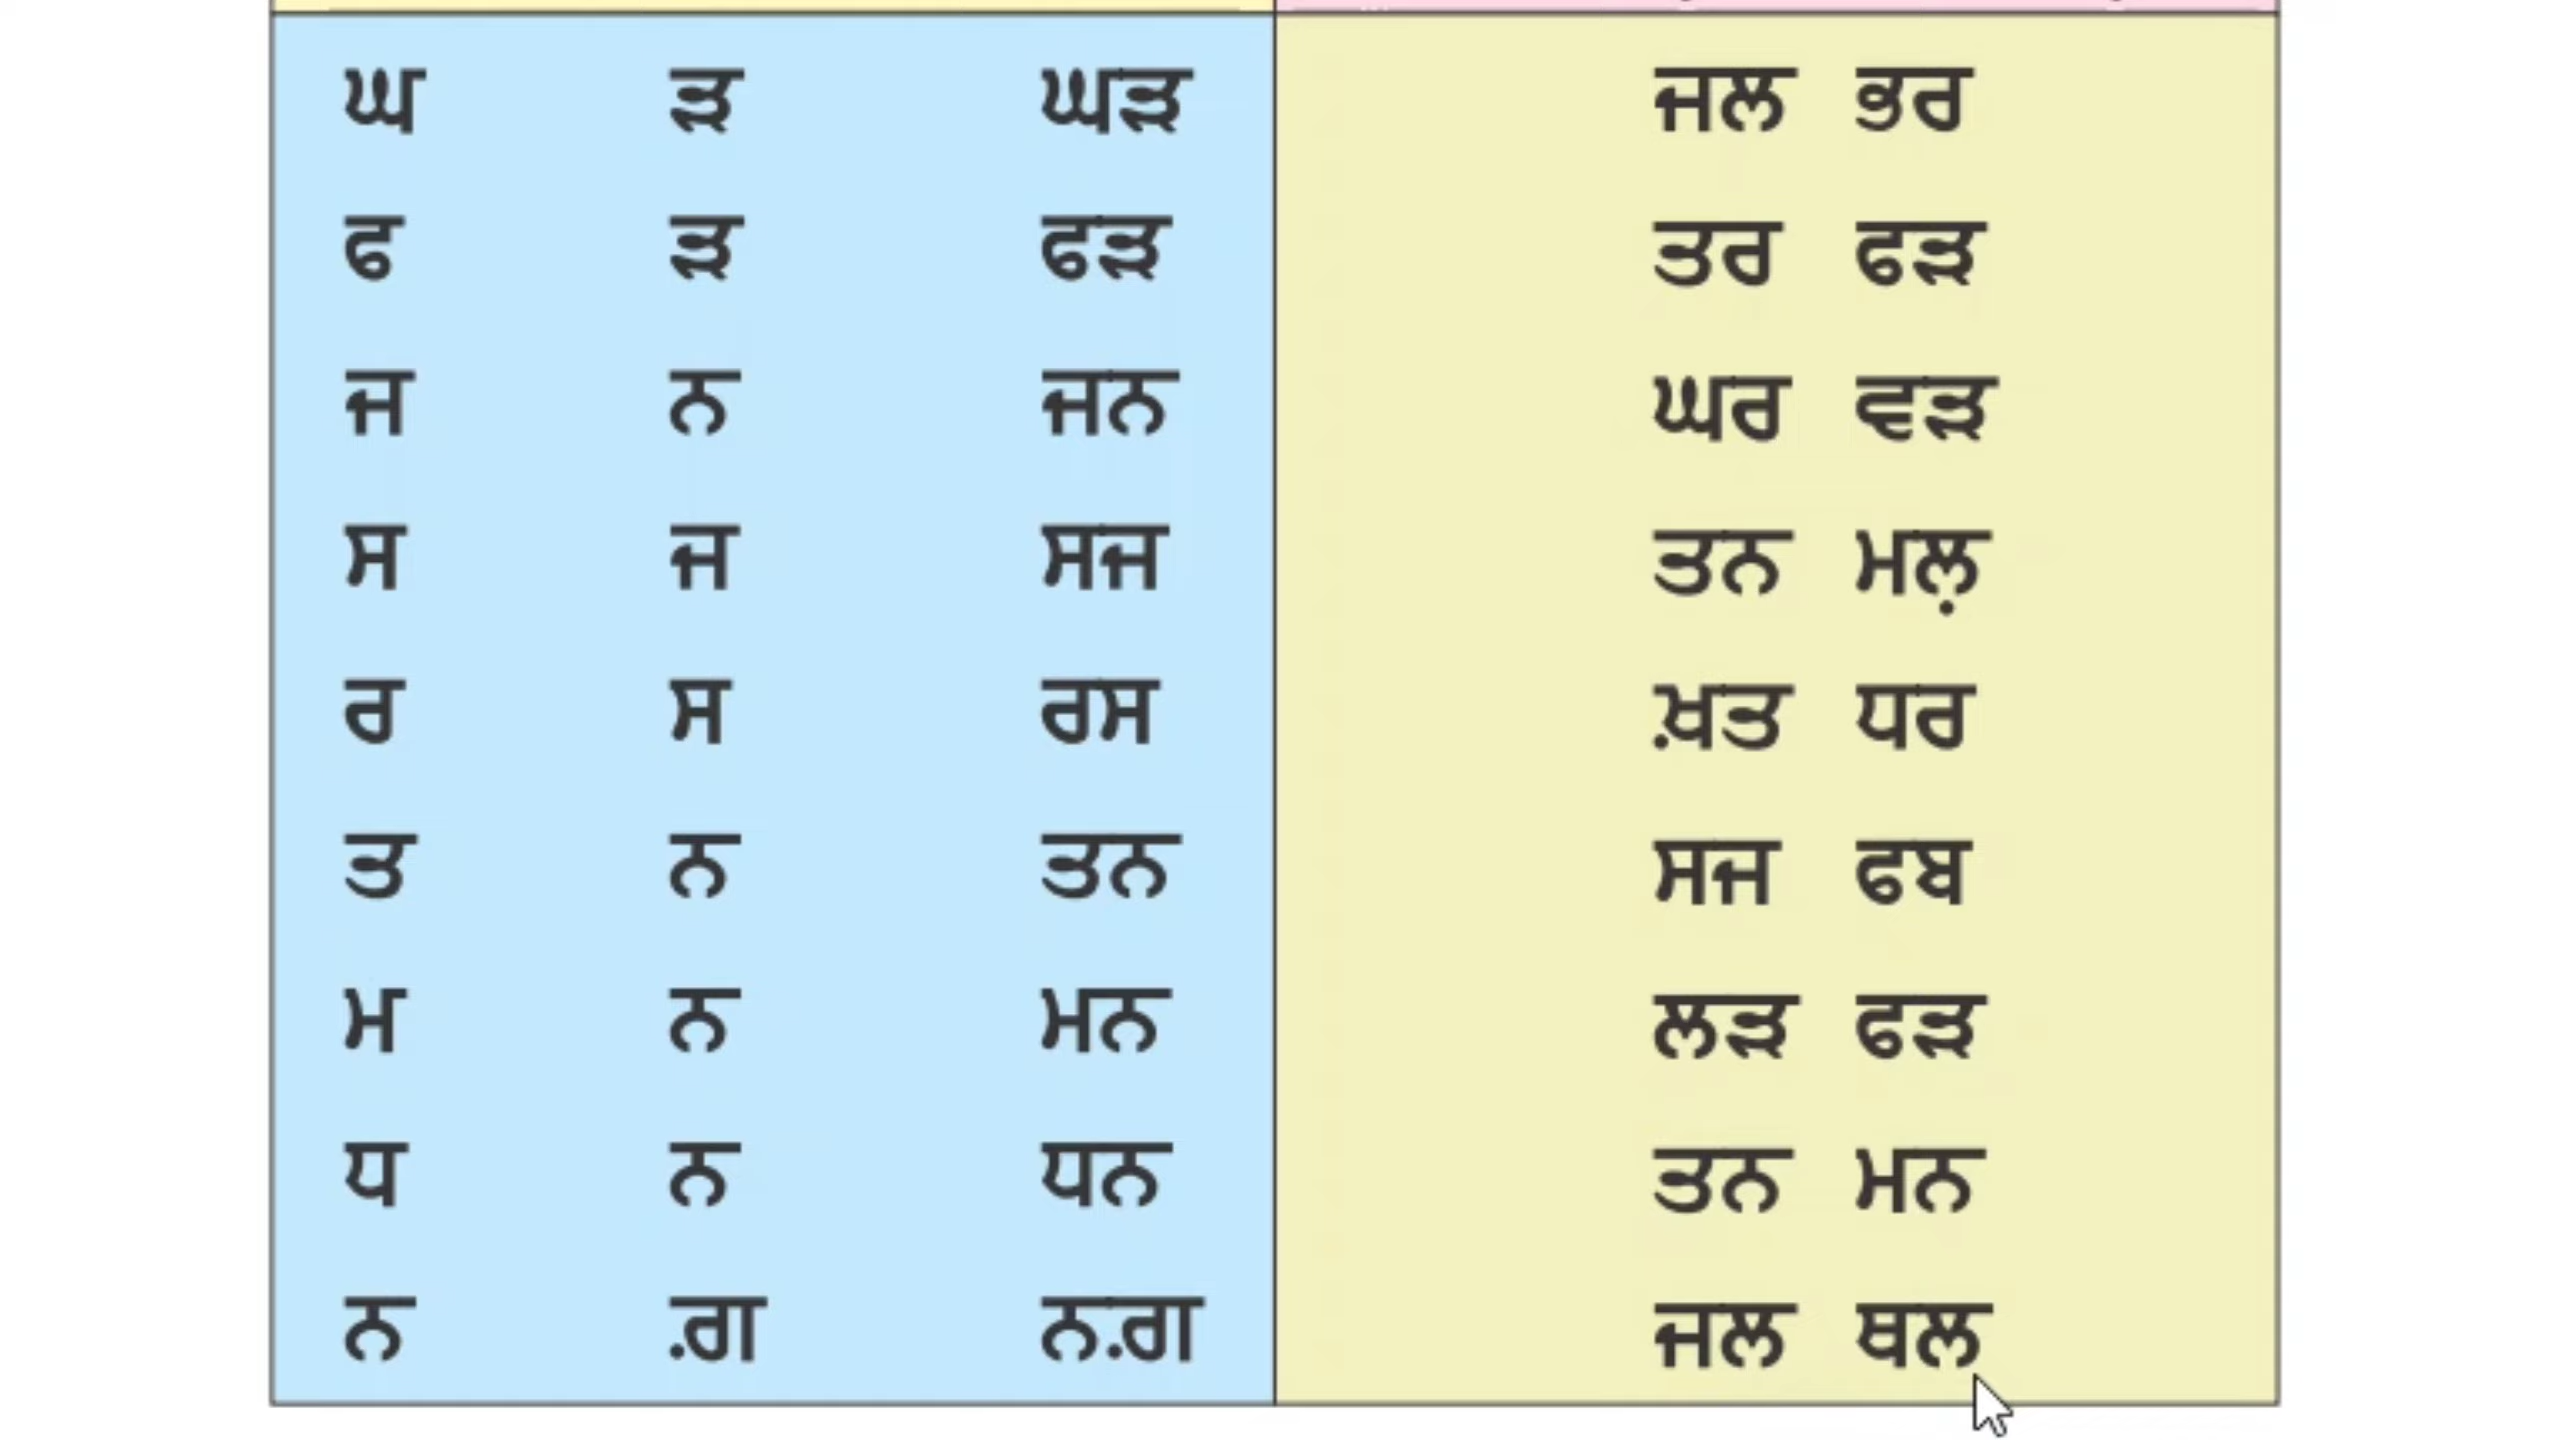 ਘ ੜ ਘੜ
ਫ ੜ ਫੜ
ਜ ਨ ਜਨ
ਸ ਜ ਸਜ
ਰ ਸ ਰਸ
ਤ ਨ ਤਨ
ਮ ਨ ਮਨ
ਧ ਨ ਧਨ
ਨ ਗ਼ ਨਗ਼
ਜਲ ਭਰ
ਤਰ ਫੜ
ਘਰ ਵੜ
ਤਨ ਮਲ਼
ਖ਼ਤ ਧਰ
ਸਜ ਫਬ
ਲੜ ਫੜ
ਤਨ ਮਨ
ਜਲ ਥਲ